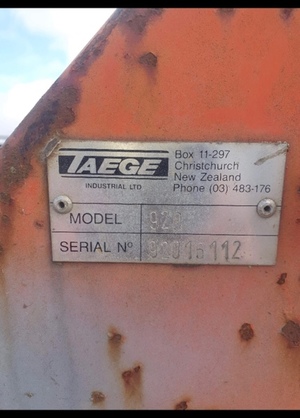 TAEGE
INDUSTRIAL LTD
Box 11-297
Christchurch
New Zealand
Phone (03) 483-176
MODEL
SERIAL Nº